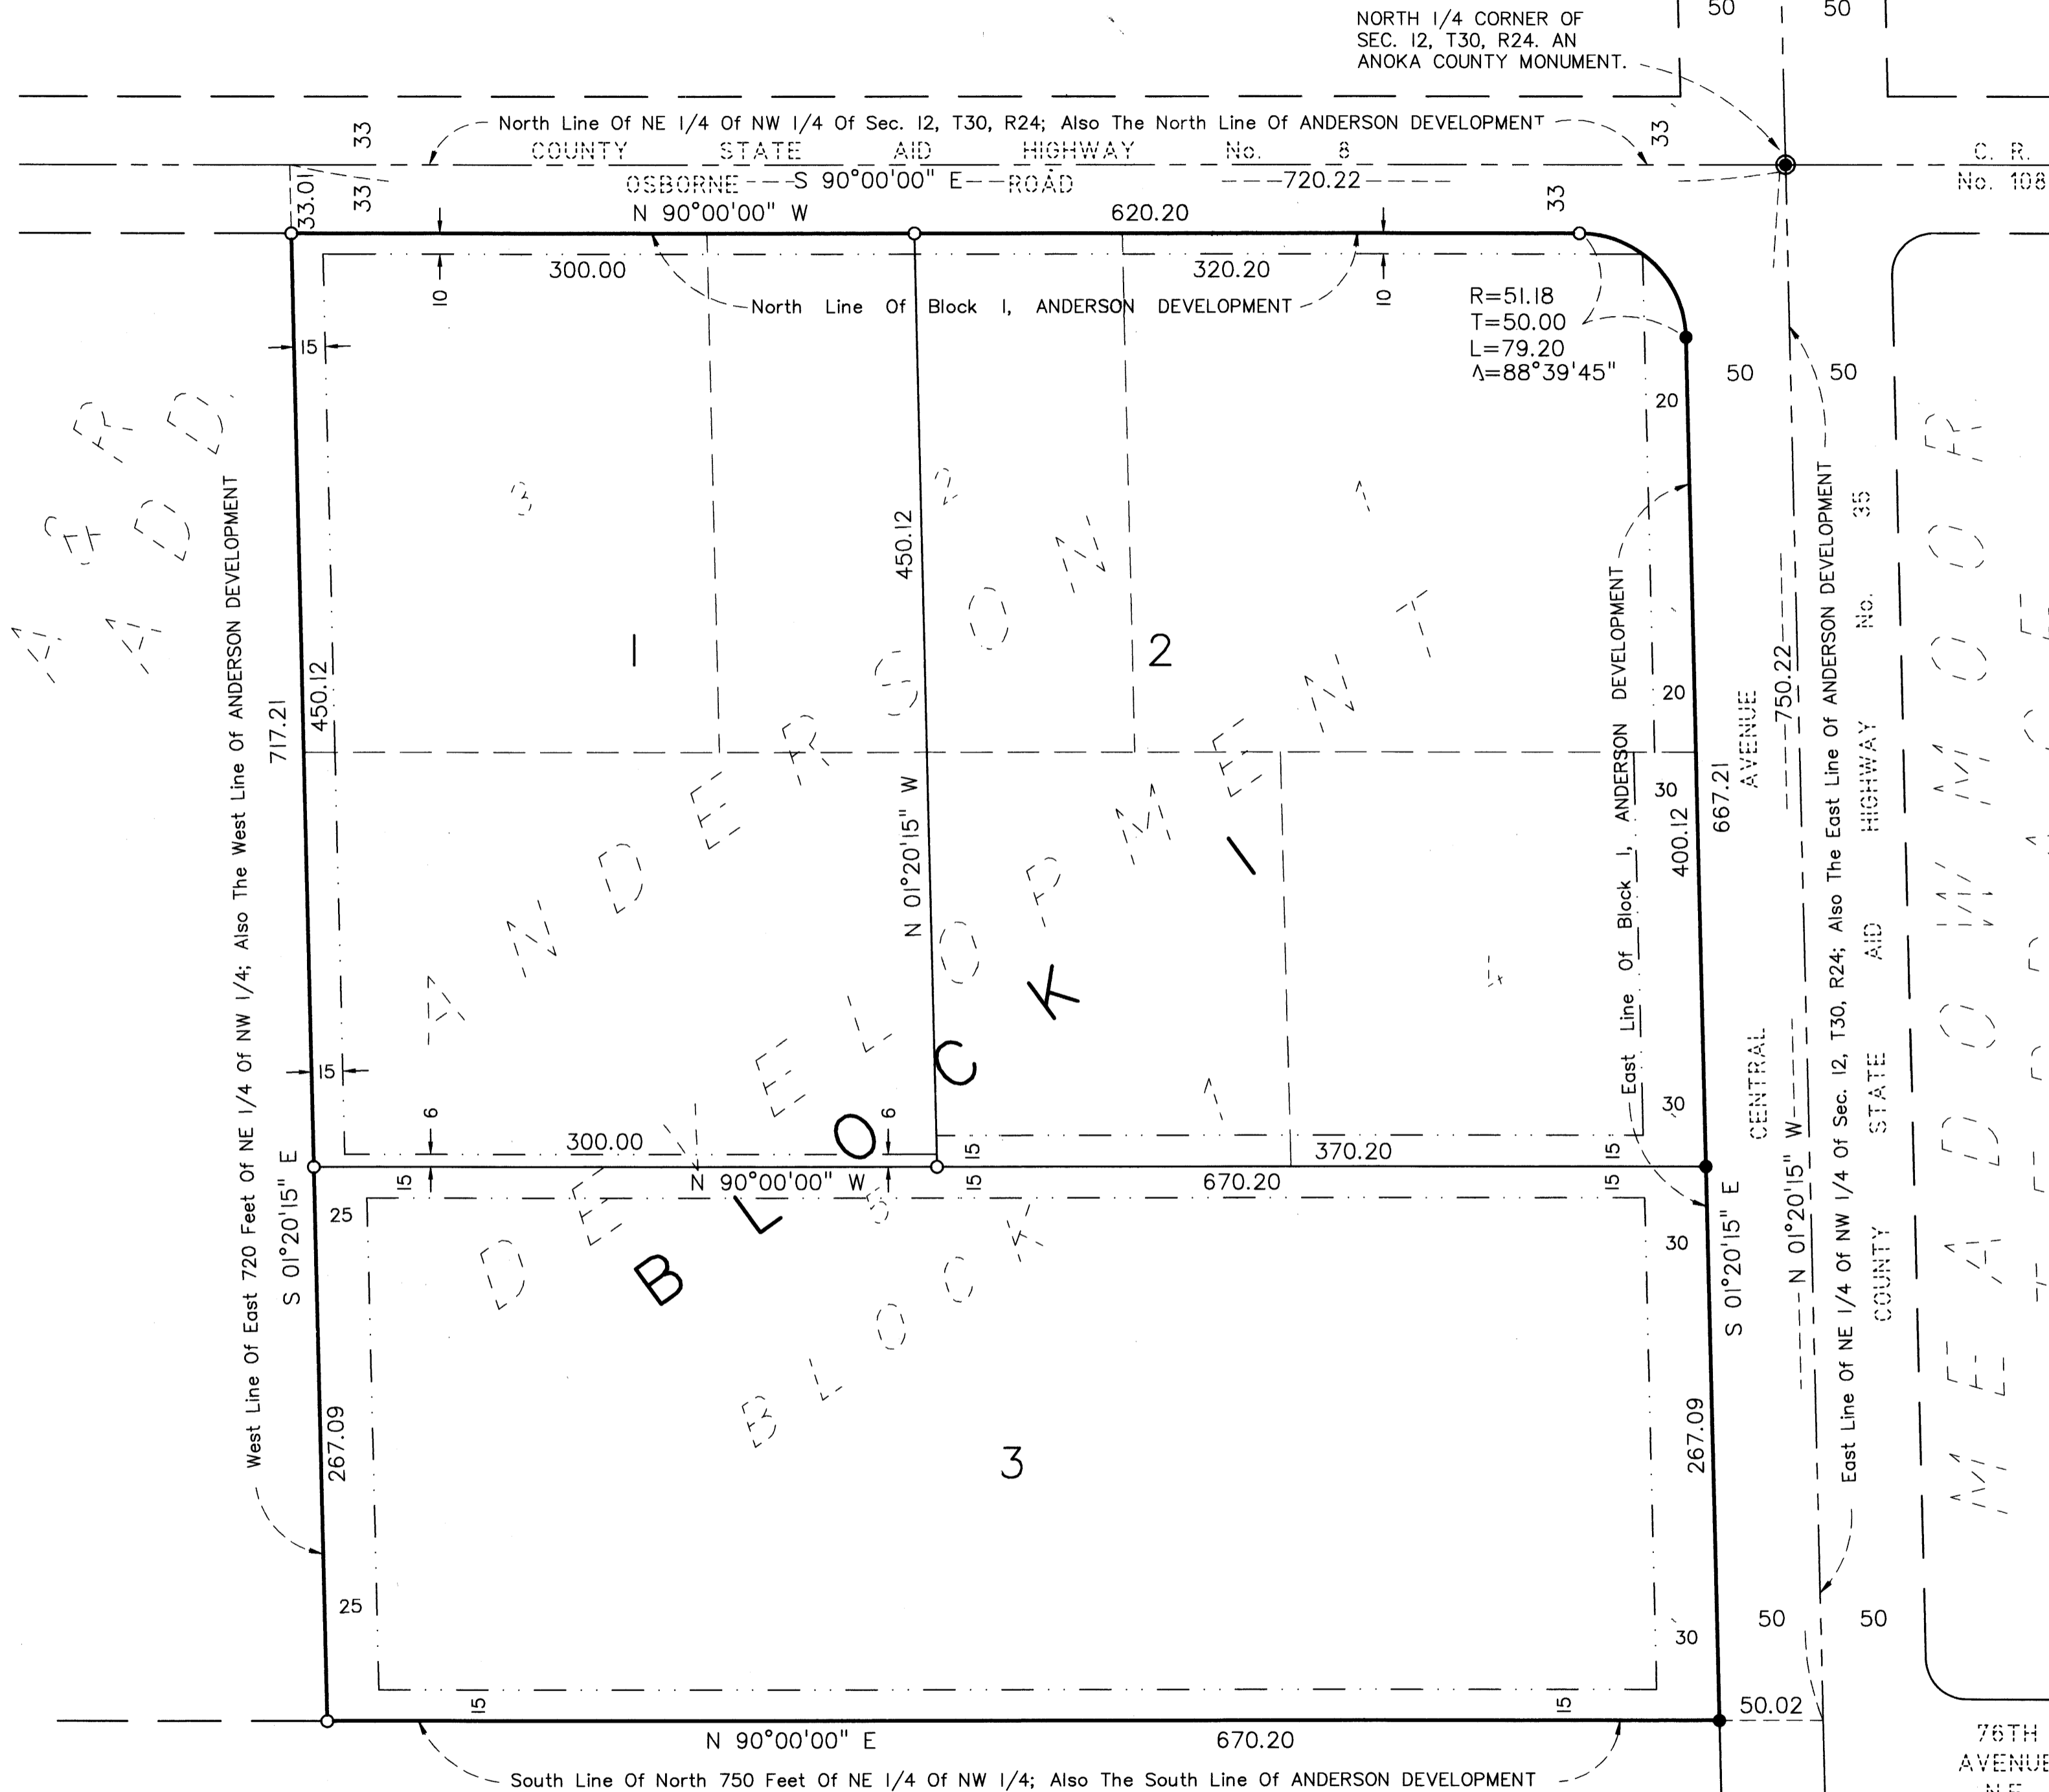 NORTH 1/4 CORNER OF
SEC. 12, T30, R24. AN
ANOKA COUNTY MONUMENT.
50
50
33
North Line Of NE 1/4 Of NW 1/4 Of Sec. 12, T30, R24; Also The North Line Of ANDERSON DEVELOPMENT
33
COUNTY STATE AID HIGHWAY No. 8
C. R.
No. 108
33.01
33
OSBORNE S 90°00'00" E ROAD 720.22
33
N 90°00'00" W
620.20
300.00
320.20
10
North Line Of Block 1, ANDERSON DEVELOPMENT
10
R=51.18
T=50.00
L=79.20
Δ=88°39'45"
15
50
50
20
A & R
ADD.
3
2
1
450.12
35
1
2
450.12
717.21
20
750.22
No.
AVENUE
HIGHWAY
30
667.21
400.12
N 01°20'15" W
ANDERSON
DEVELOPMENT
4
West Line Of East 720 Feet Of NE 1/4 Of NW 1/4; Also The West Line Of ANDERSON DEVELOPMENT
East Line Of Block 1, ANDERSON DEVELOPMENT
East Line Of NE 1/4 Of NW 1/4 Of Sec. 12, T30, R24; Also The East Line Of ANDERSON DEVELOPMENT
AID
MEADOWMOOR
15
6
6
30
CENTRAL
STATE
300.00
15
370.20
15
N 90°00'00" W
15
15
670.20
15
25
S 01°20'15" E
5
30
S 01°20'15" E
N 01°20'15" W
COUNTY
BLOCK 1
BLOCK 1
267.09
3
267.09
25
30
50
50
15
15
50.02
N 90°00'00" E
670.20
76TH
AVENUE
N.E.
South Line Of North 750 Feet Of NE 1/4 Of NW 1/4; Also The South Line Of ANDERSON DEVELOPMENT